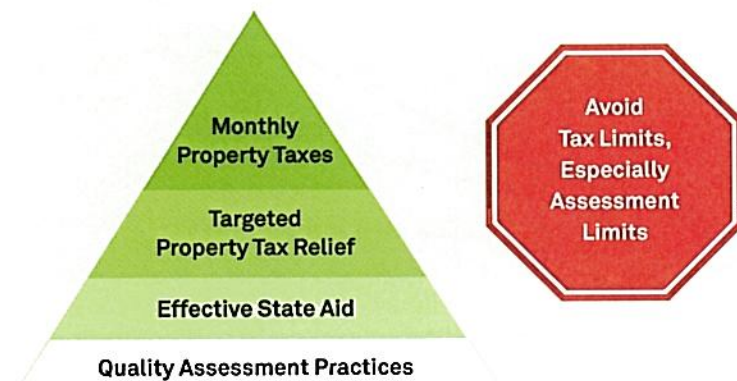 Monthly
Property Taxes
Targeted
Property Tax Relief
Effective State Aid
Quality Assessment Practices
Avoid
Tax Limits,
Especially
Assessment
Limits